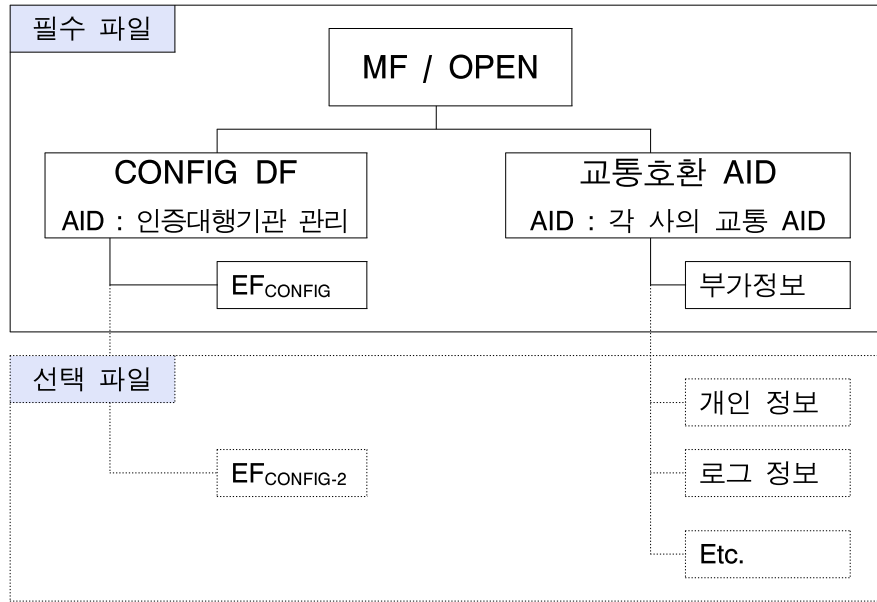 필수 파일
MF / OPEN
CONFIG DF
AID : 인증대행기관 관리
교통호환 AID
AID : 각 사의 교통 AID
EFCONFIG
부가정보
선택 파일
개인 정보
EFCONFIG-2
로그 정보
Etc.